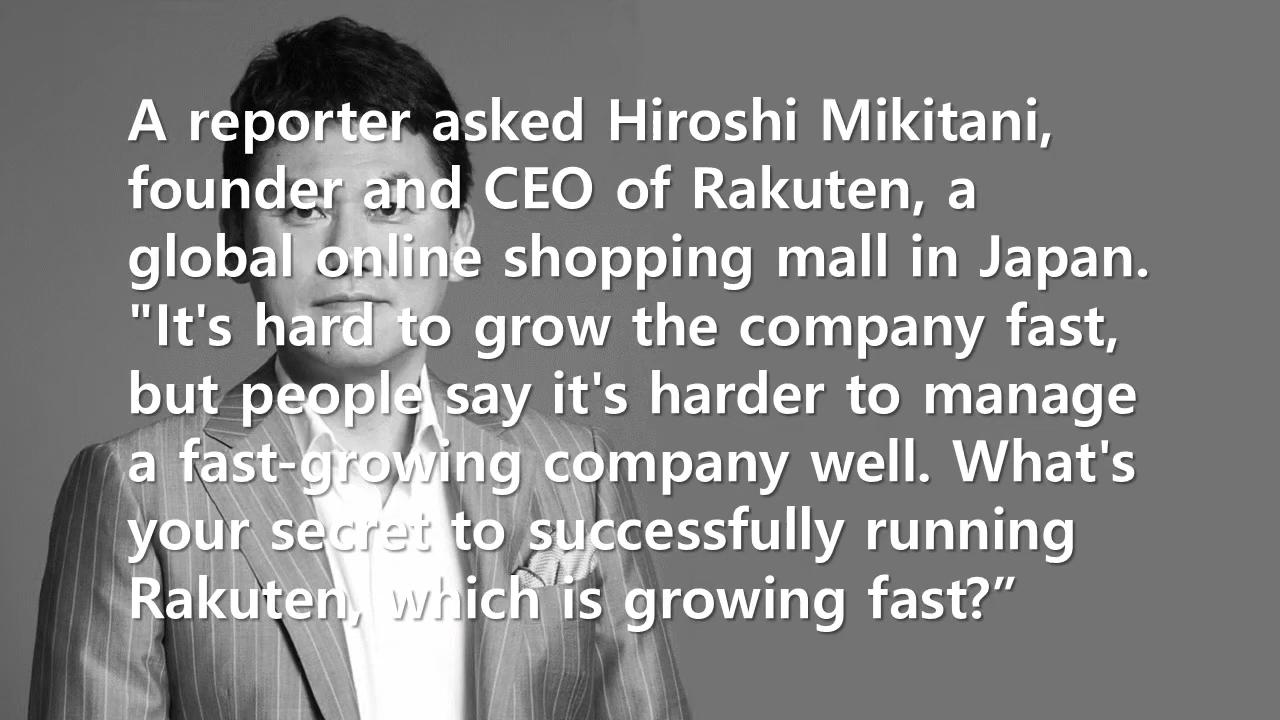 A reporter asked Hiroshi Mikitani,
founder and CEO of Rakuten, a
global online shopping mall in Japan.
"It's hard to grow the company fast,
but people say it's harder to manage
a fast-growing company well. What's
your secret to successfully running
Rakuten, which is growing fast?”